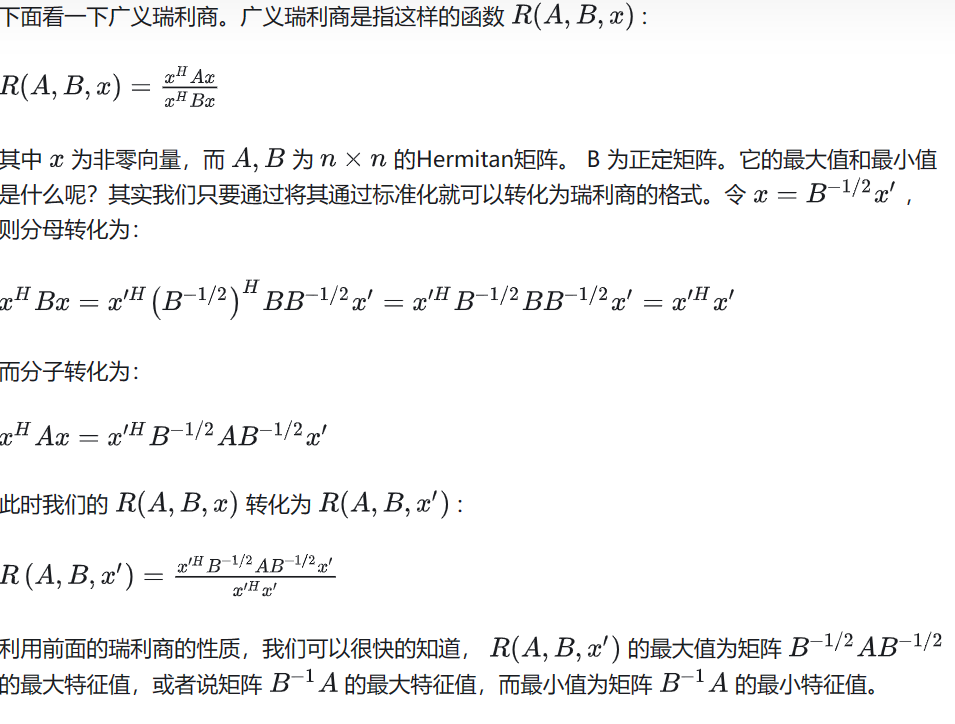 下面看一下广义瑞利商。广义瑞利商是指这样的函数 R(A, B, x) :
R(A, B, x) = \frac{x^H Ax}{x^H Bx}
其中 x 为非零向量，而 A, B 为 n × n 的Hermitan矩阵。 B 为正定矩阵。它的最大值和最小值
是什么呢？其实我们只要通过将其通过标准化就可以转化为瑞利商的格式。令 x = B^{-1/2}x' ，
则分母转化为：
x^H Bx = x'^H (B^{-1/2})^H BB^{-1/2}x' = x'^H B^{-1/2} BB^{-1/2}x' = x'^H x'
而分子转化为：
x^H Ax = x'^H B^{-1/2} AB^{-1/2}x'
此时我们的 R(A, B, x) 转化为 R(A, B, x') :
R (A, B, x') = \frac{x'^H B^{-1/2} AB^{-1/2}x'}{x'^H x'}
利用前面的瑞利商的性质，我们可以很快的知道， R(A, B, x') 的最大值为矩阵 B^{-1/2} AB^{-1/2}
的最大特征值，或者说矩阵 B^{-1} A 的最大特征值，而最小值为矩阵 B^{-1} A 的最小特征值。